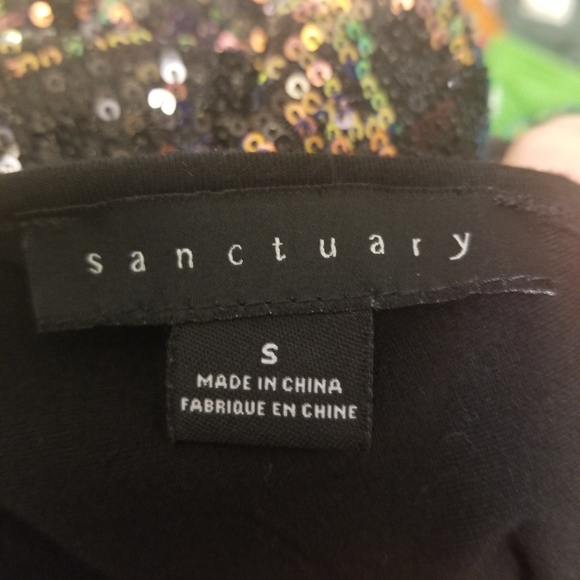 sanctuary
S
MADE IN CHINA
FABRIQUE EN CHINE